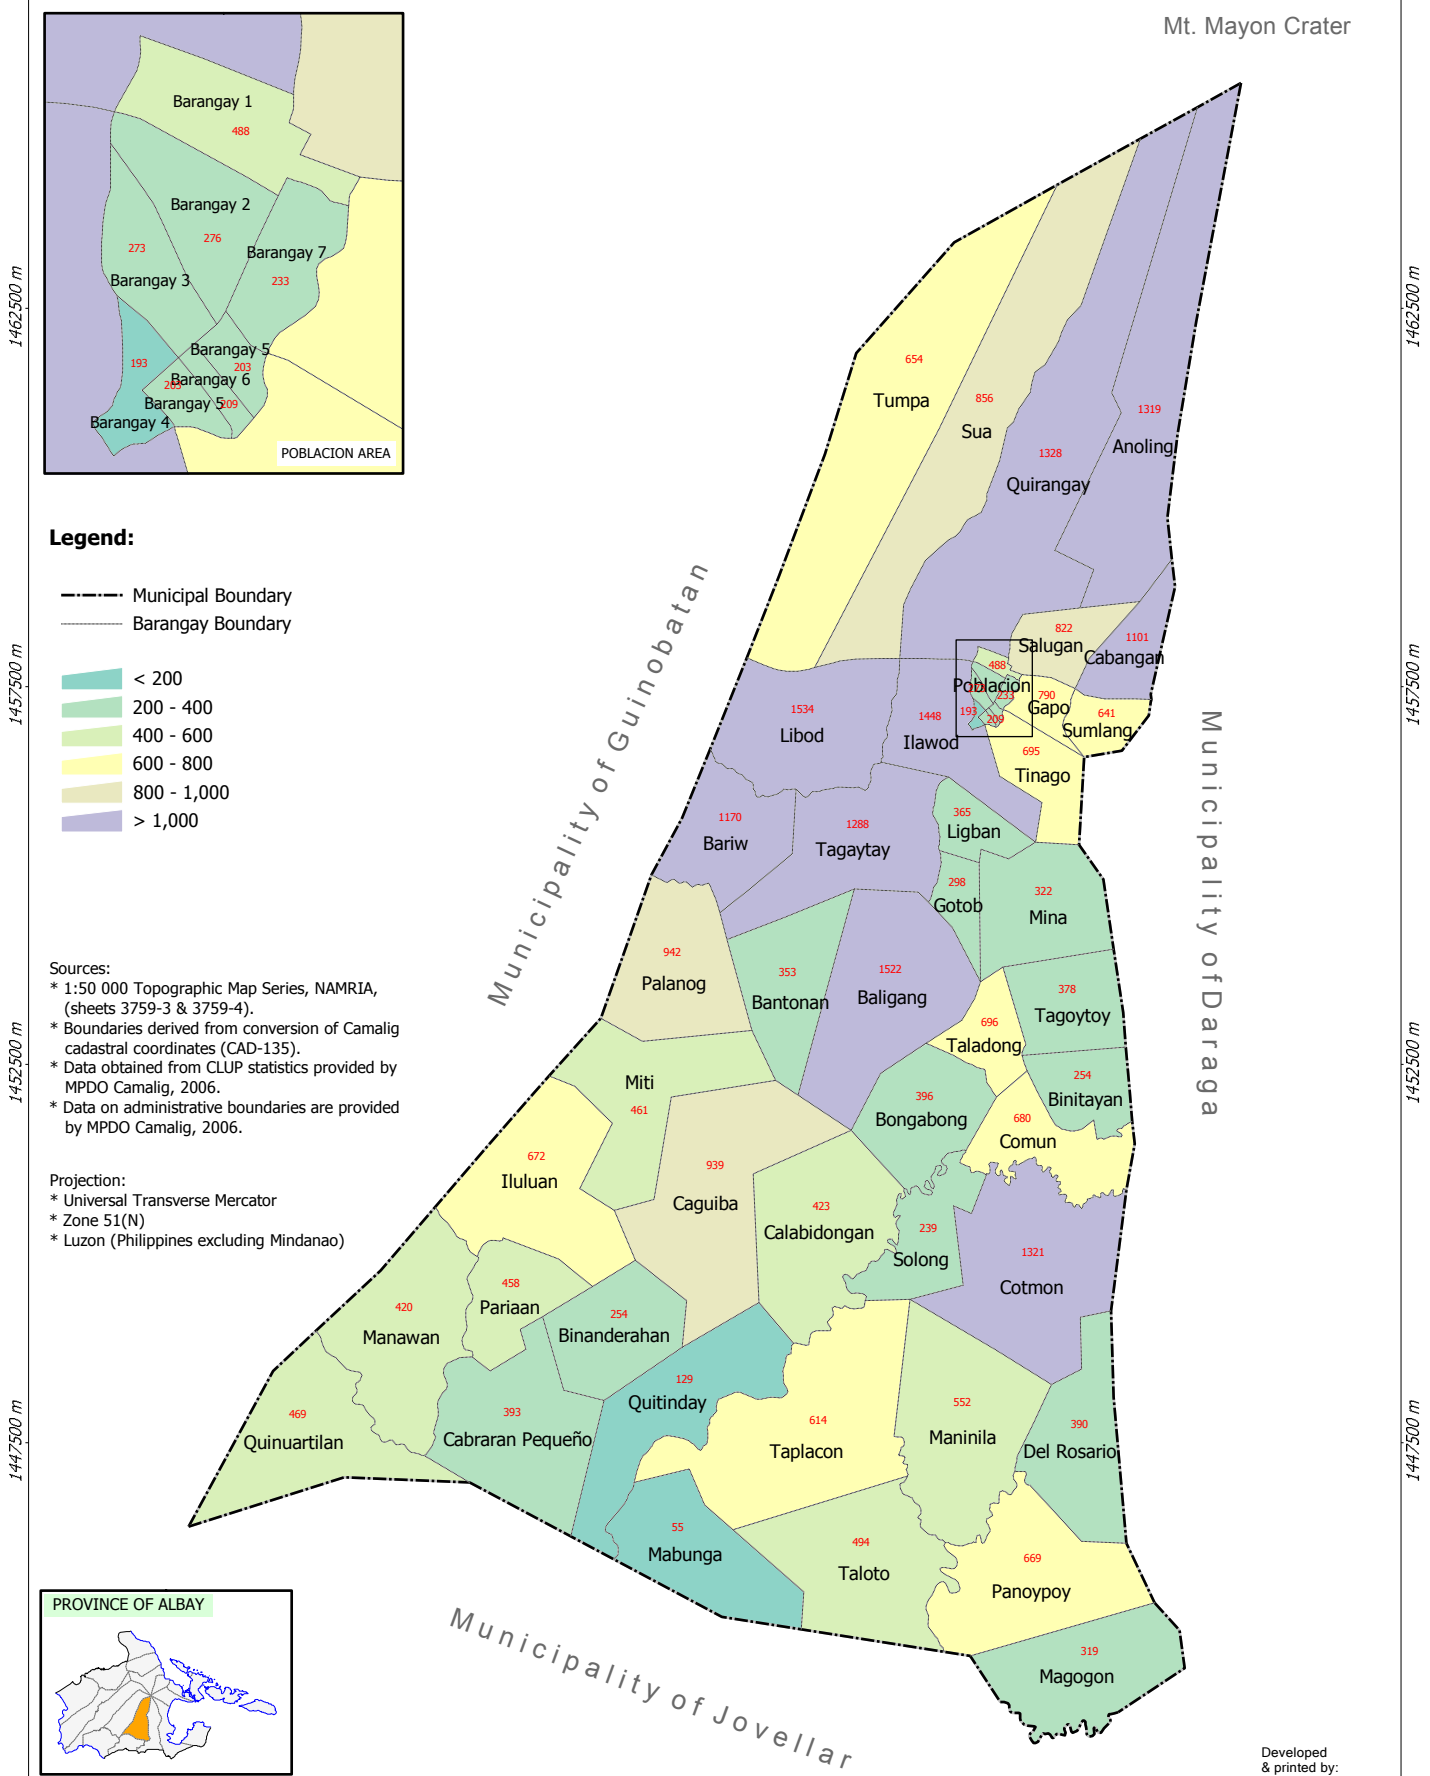 Mt. Mayon Crater
Barangay 1
488
Barangay 2
276
273
Barangay 7
233
Barangay 3
Barangay 5
203
193
Barangay 6
203
Barangay 5
209
Barangay 4
POBLACION AREA
Legend:
Municipal Boundary
Barangay Boundary
< 200
200 - 400
400 - 600
600 - 800
800 - 1,000
> 1,000
Sources:
* 1:50 000 Topographic Map Series, NAMRIA,
(sheets 3759-3 & 3759-4).
* Boundaries derived from conversion of Camalig
cadastral coordinates (CAD-135).
* Data obtained from CLUP statistics provided by
MPDO Camalig, 2006.
* Data on administrative boundaries are provided
by MPDO Camalig, 2006.
Projection:
* Universal Transverse Mercator
* Zone 51(N)
* Luzon (Philippines excluding Mindanao)
PROVINCE OF ALBAY
1462500 m
1457500 m
1452500 m
1447500 m
1462500 m
1457500 m
1452500 m
1447500 m
Municipality of Guinobatan
Municipality of Daraga
Municipality of Jovellar
654
Tumpa
856
Sua
1328
Quirangay
1319
Anoling
822
Salugan
1101
Cabangan
488
Poblacion
233
193
209
790
Gapo
641
Sumlang
695
Tinago
1534
Libod
1448
Ilawod
1170
Bariw
1288
Tagaytay
365
Ligban
298
Gotob
322
Mina
942
Palanog
353
Bantonan
1522
Baligang
378
Tagoytoy
696
Taladong
254
Binitayan
Miti
461
396
Bongabong
680
Comun
672
Iluluan
939
Caguiba
423
Calabidongan
239
Solong
1321
Cotmon
458
Pariaan
420
Manawan
254
Binanderahan
129
Quitinday
469
Quinuartilan
393
Cabraran Pequeño
614
Taplacon
552
Maninila
390
Del Rosario
55
Mabunga
494
Taloto
669
Panoypoy
319
Magogon
Developed
& printed by: